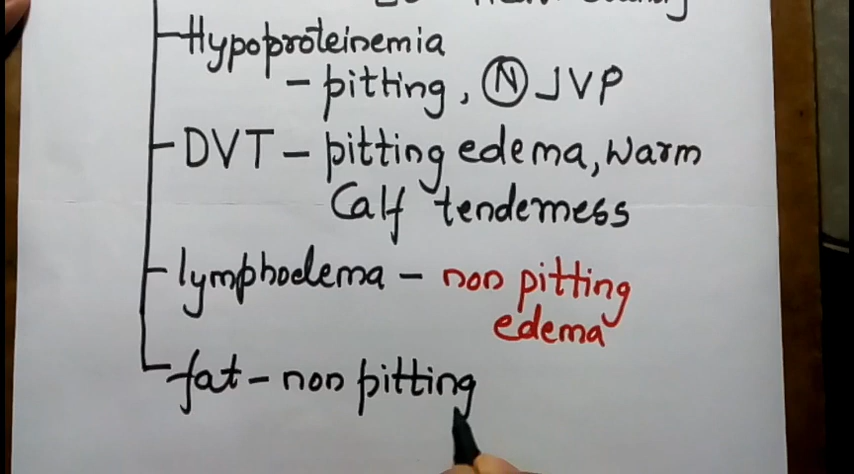 Hypoproteinemia
- pitting, Ⓝ JVP
DVT - pitting edema, Warm
Calf tenderness
lymphoedema - non pitting
edema
fat - non pitting